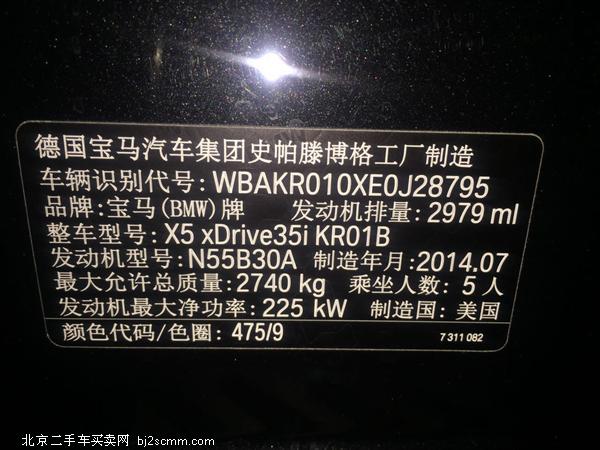 德国宝马汽车集团史帕滕博格工厂制造
车辆识别代号: WBAKR010XE0J28795
品牌:宝马(BMW)牌 发动机排量: 2979 ml
整车型号: X5 xDrive35i KR01B
发动机型号: N55B30A 制造年月: 2014.07
最大允许总质量: 2740 kg 乘坐人数: 5 人
发动机最大净功率: 225 kW 制造国: 美国
颜色代码/色圈: 475/9 7 311 082
北京二手车买卖网 bj2scmm.com